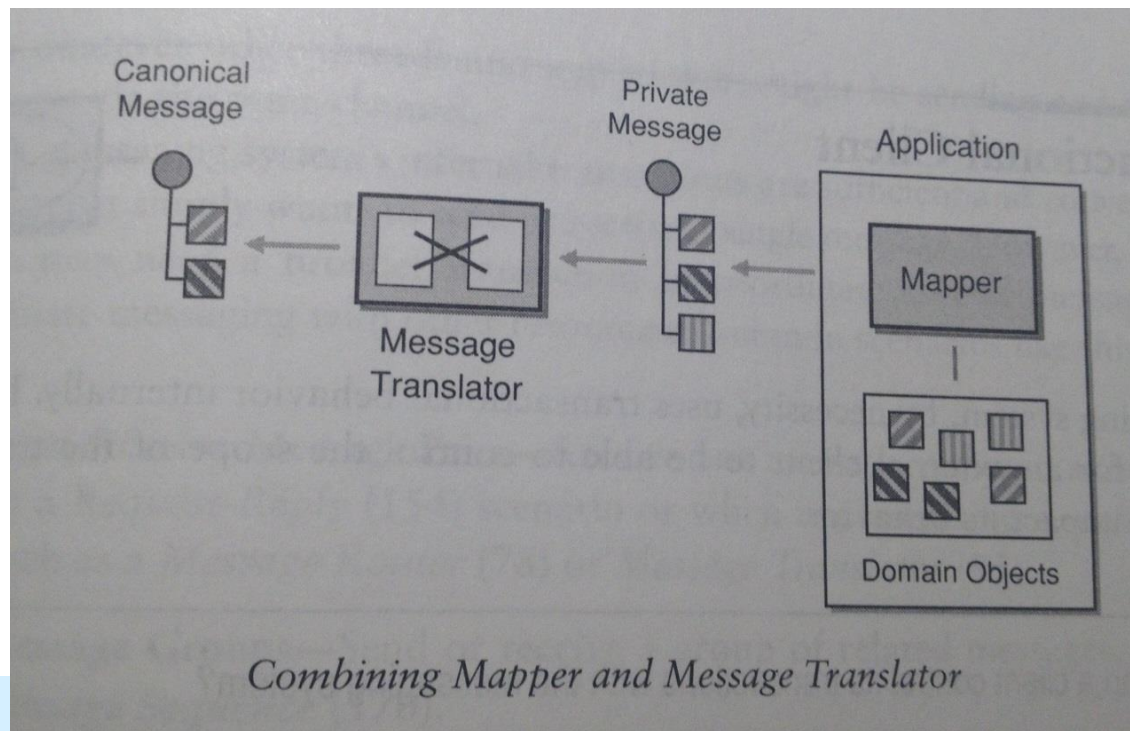 Canonical
Message
Private
Message
Application
Mapper
Message
Translator
Domain Objects
Combining Mapper and Message Translator